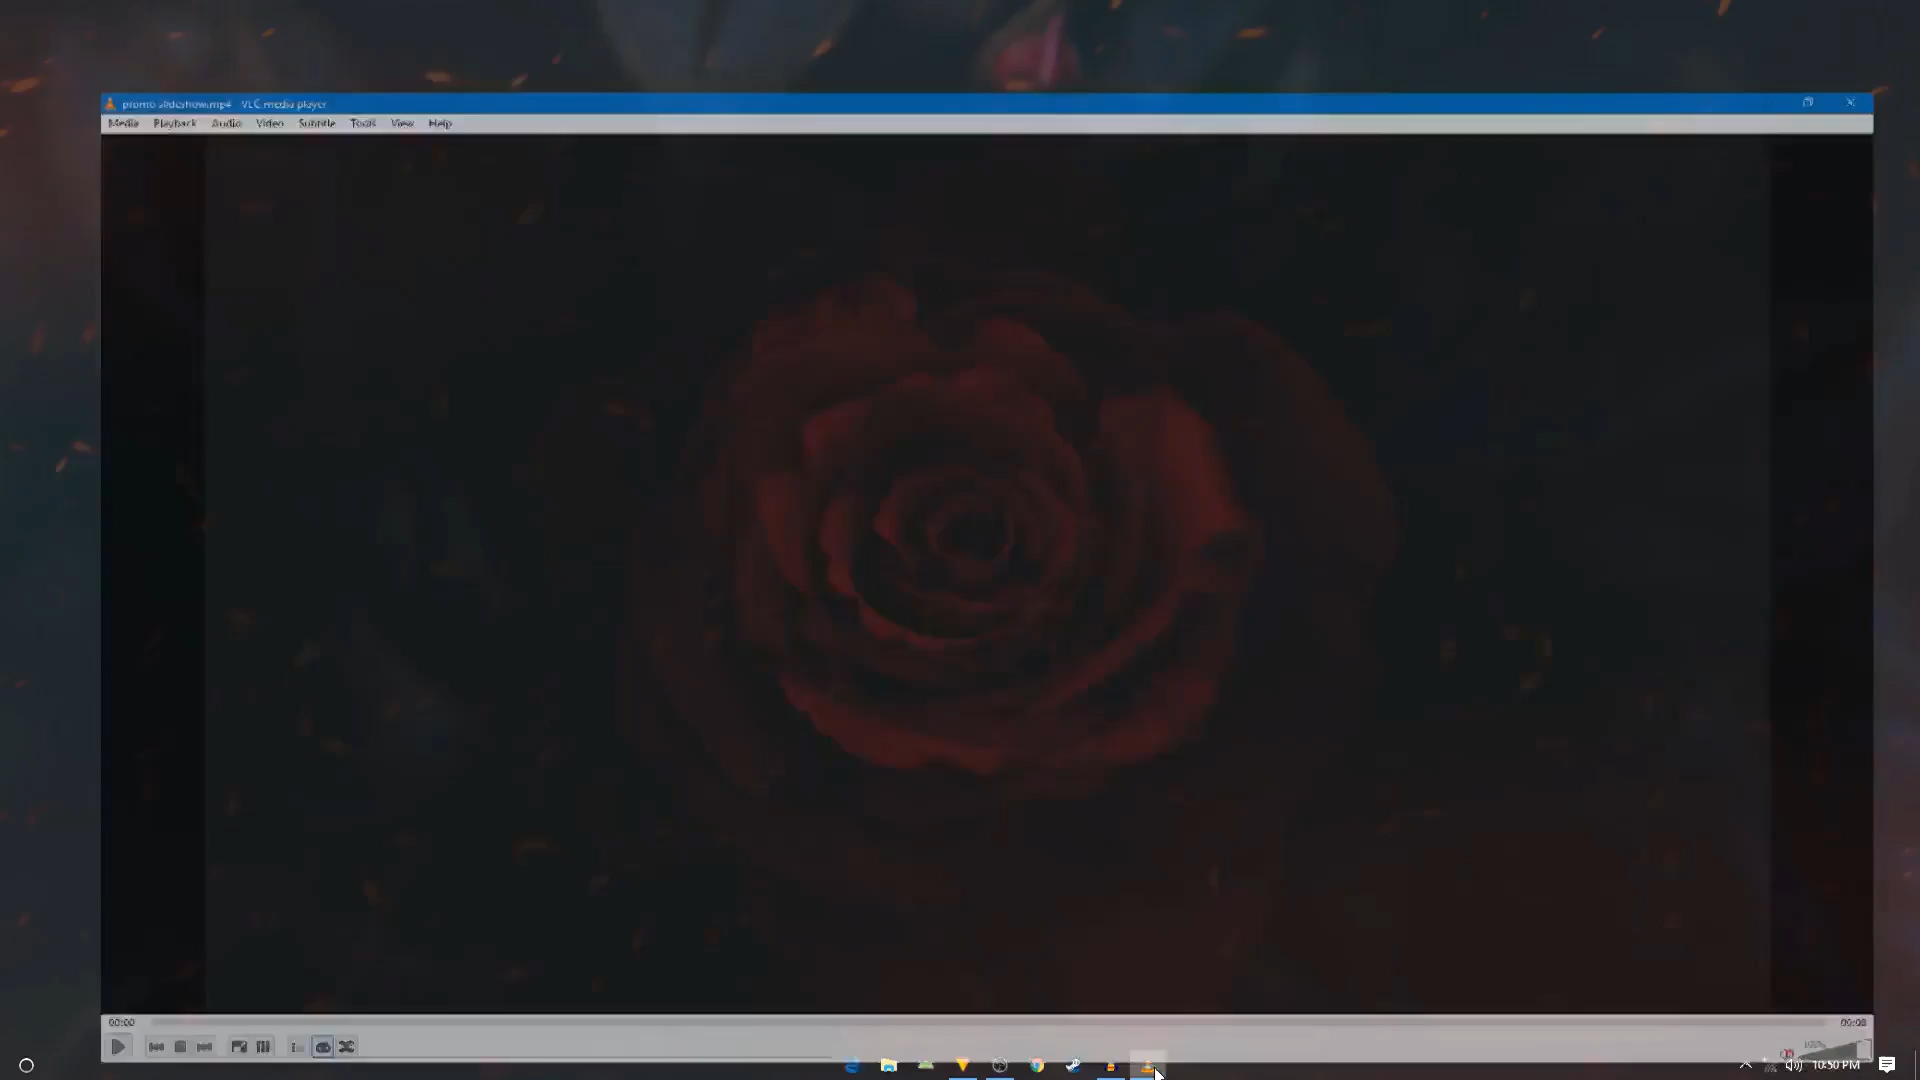 promo slideshow.mp4 - VLC media player
Media Playback Audio Video Subtitle Tools View Help
00:00 00:08
100%
10:50 PM